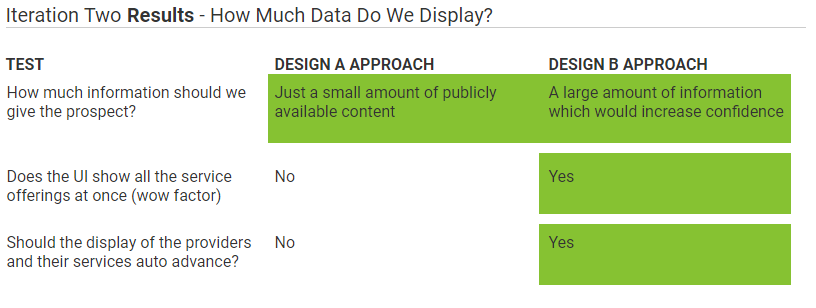 Iteration Two Results - How Much Data Do We Display?
TEST DESIGN A APPROACH DESIGN B APPROACH
How much information should we Just a small amount of publicly A large amount of information
give the prospect? available content which would increase confidence
Does the UI show all the service No Yes
offerings at once (wow factor)
Should the display of the providers No Yes
and their services auto advance?